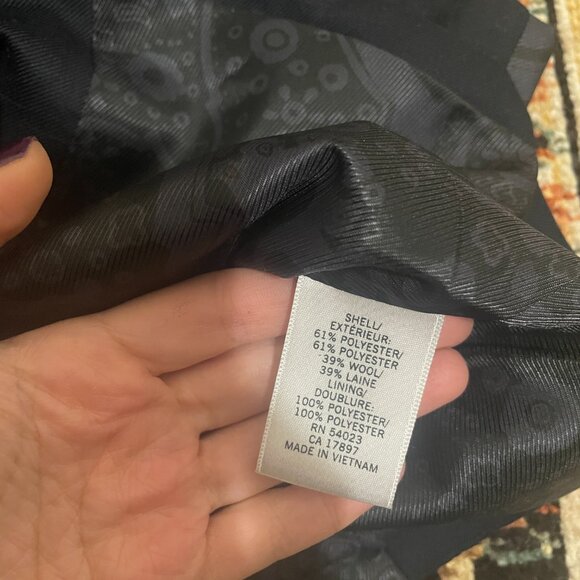 SHELL/
EXTÉRIEUR:
61% POLYESTER/
61% POLYESTER
39% WOOL/
39% LAINE
LINING/
DOUBLURE:
100% POLYESTER/
100% POLYESTER
RN 54023
CA 17897
MADE IN VIETNAM